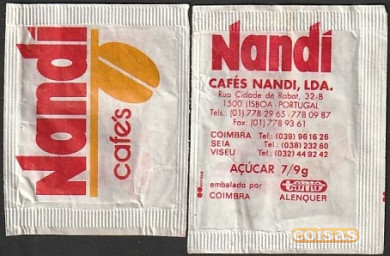 Nandi
cafés
Nandi
CAFÉS NANDI, LDA.
Rua Cidade de Rabat, 32-B
1500 LISBOA - PORTUGAL
Tels.: (01) 778 29 65 - 778 09 87
Fax: (01) 778 93 61
COIMBRA Tel.: (039) 96 16 26
SEIA Tel.: (038) 232 60
VISEU Tel.: (032) 44 92 42
AÇÚCAR 7/9g
embalado por
COIMBRA ALENQUER
coisas